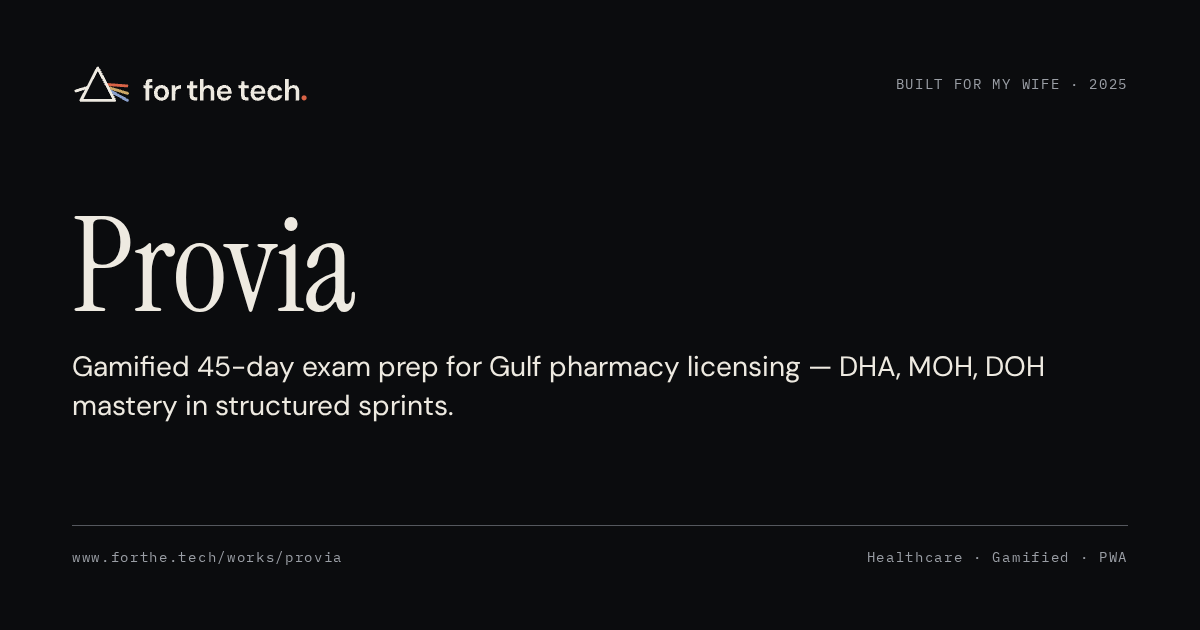 for the tech.
BUILT FOR MY WIFE · 2025
Provia
Gamified 45-day exam prep for Gulf pharmacy licensing — DHA, MOH, DOH
mastery in structured sprints.
www.forthe.tech/works/provia
Healthcare · Gamified · PWA